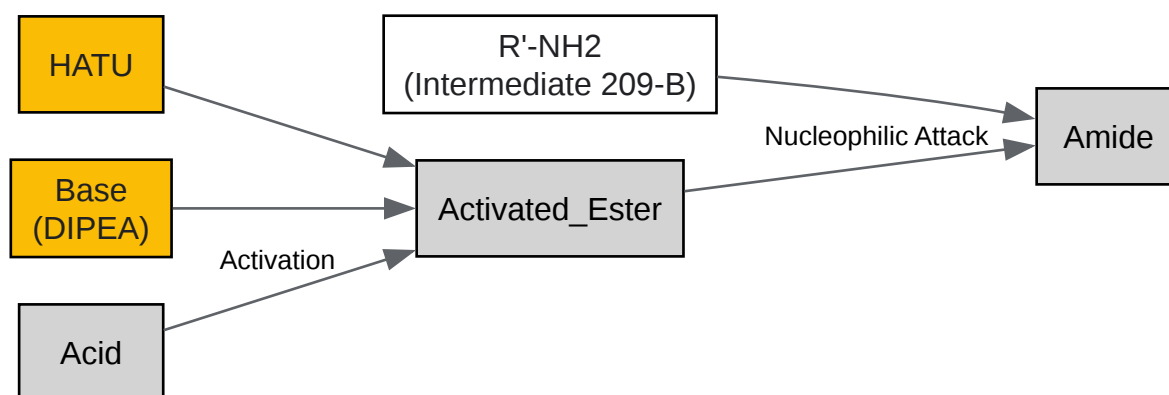 HATU
R'-NH2
(Intermediate 209-B)
Nucleophilic Attack
Amide
Base
(DIPEA)
Activated_Ester
Activation
Acid